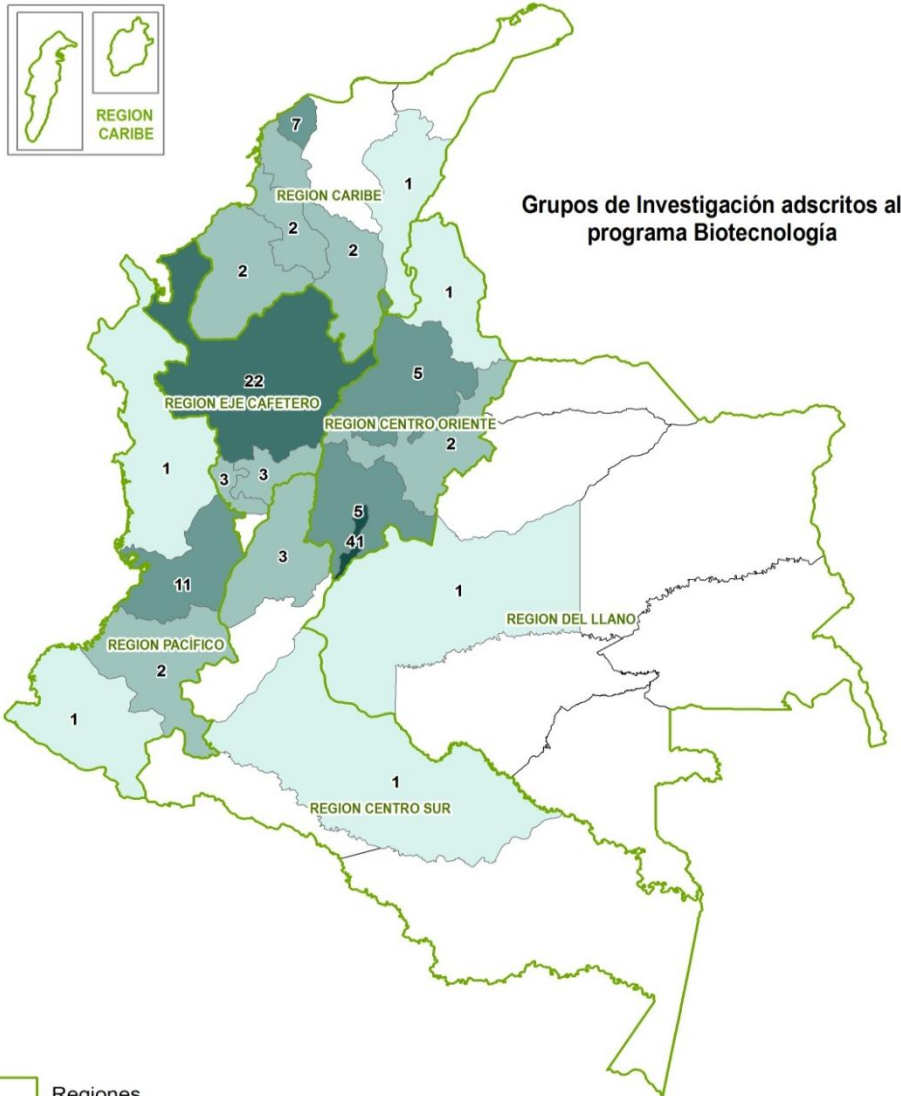 REGION
CARIBE
7
REGION CARIBE
1
Grupos de Investigación adscritos al
programa Biotecnología
2
2
2
1
22
REGION EJE CAFETERO
5
REGION CENTRO ORIENTE
2
1
3
3
5
41
3
11
1
REGION DEL LLANO
REGION PACÍFICO
2
1
1
REGION CENTRO SUR
Regiones